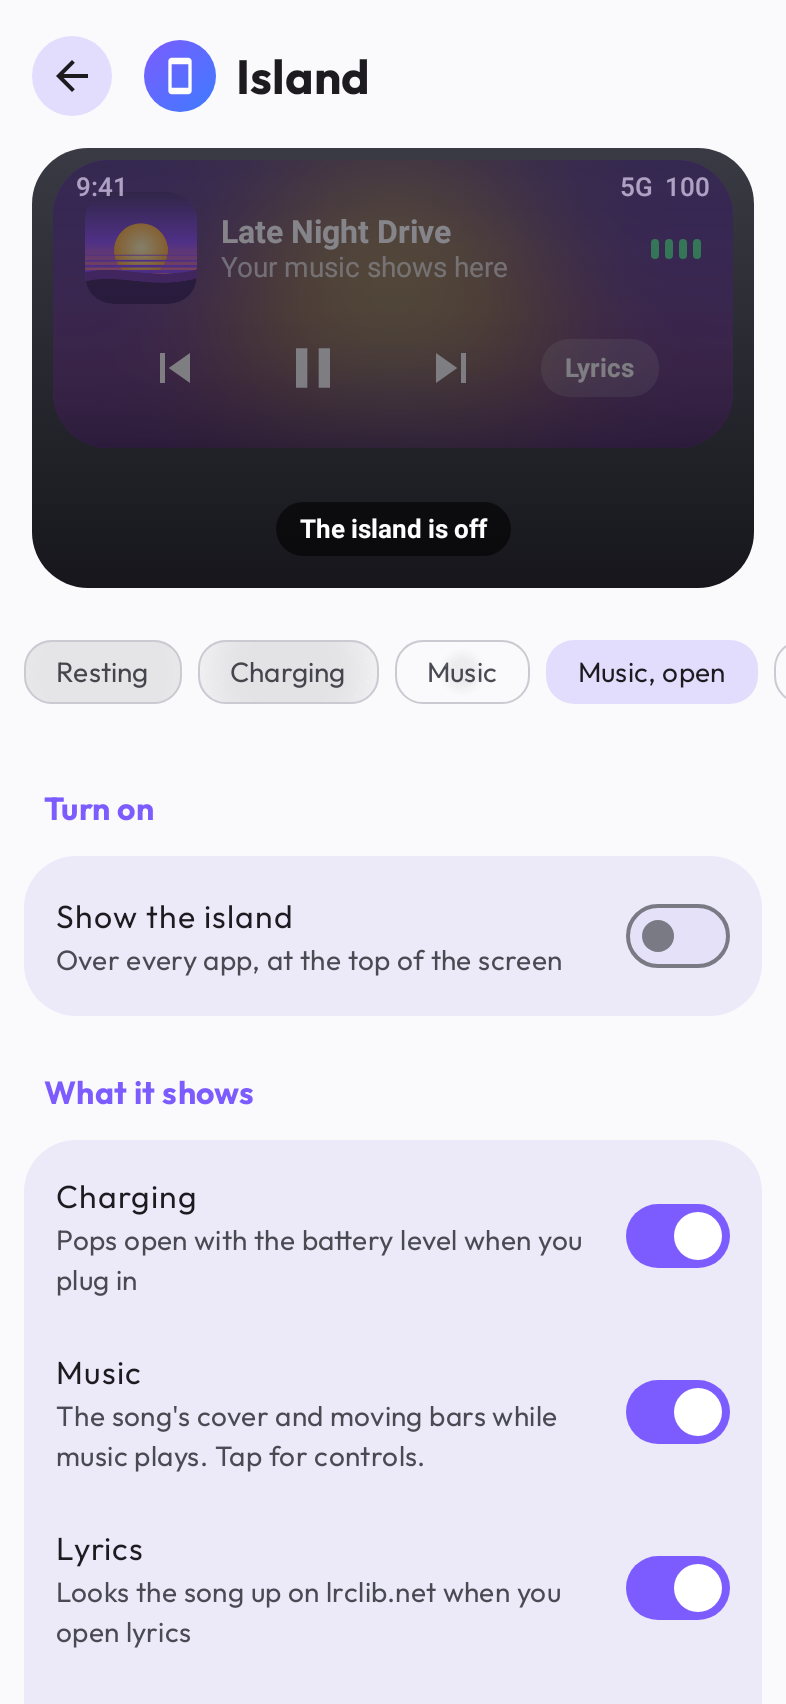 Island
9:41
5G 100
Late Night Drive
Your music shows here
Lyrics
The island is off
Resting
Charging
Music
Music, open
Turn on
Show the island
Over every app, at the top of the screen
What it shows
Charging
Pops open with the battery level when you
plug in
Music
The song's cover and moving bars while
music plays. Tap for controls.
Lyrics
Looks the song up on lrclib.net when you
open lyrics